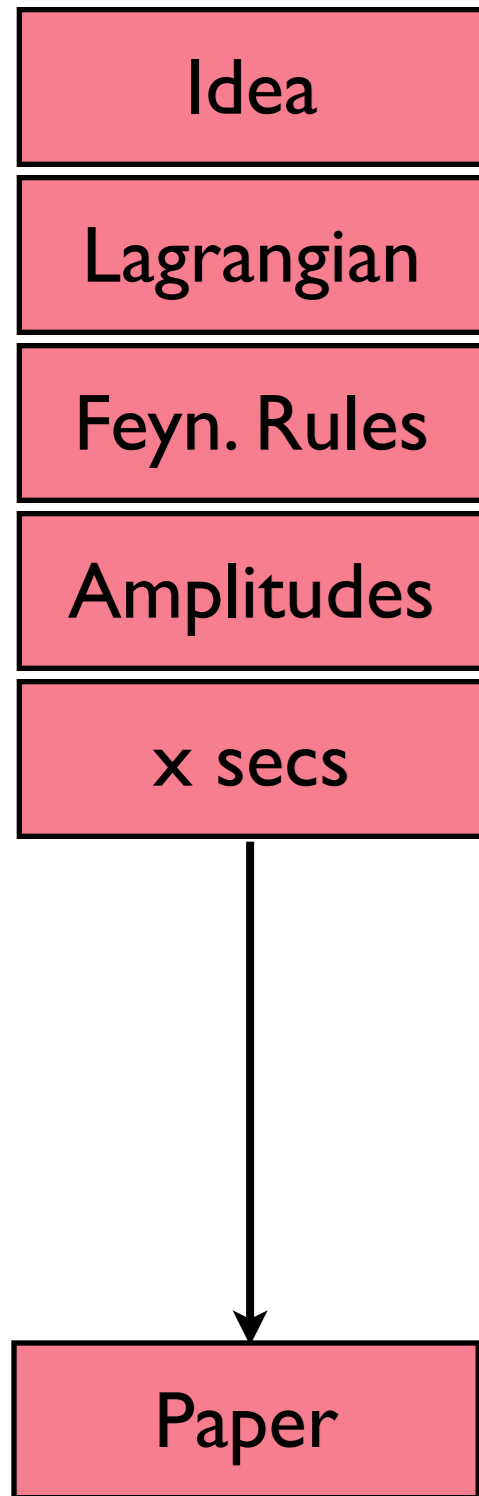 Idea
Lagrangian
Feyn. Rules
Amplitudes
x secs
Paper